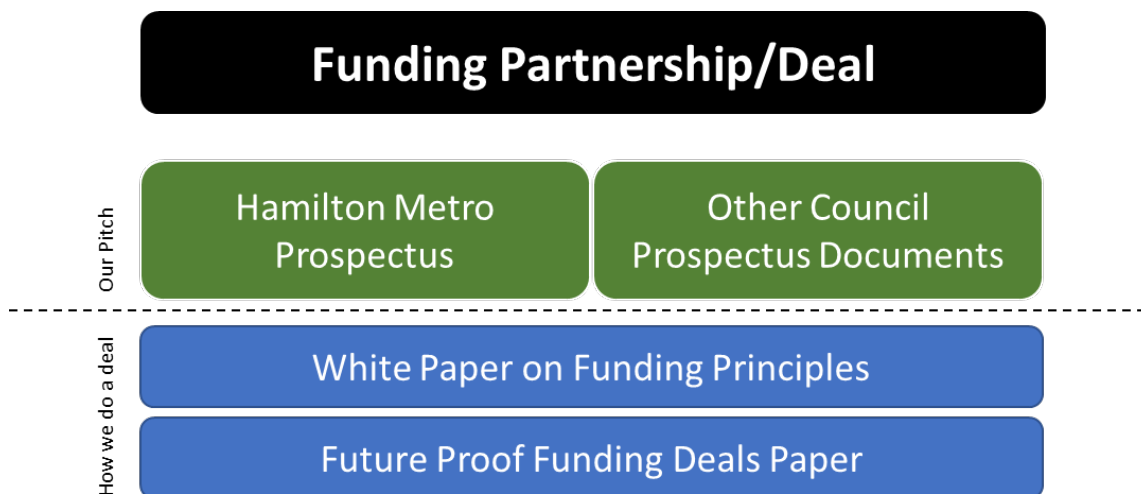 Funding Partnership/Deal
Our Pitch
Hamilton Metro
Prospectus
Other Council
Prospectus Documents
How we do a deal
White Paper on Funding Principles
Future Proof Funding Deals Paper